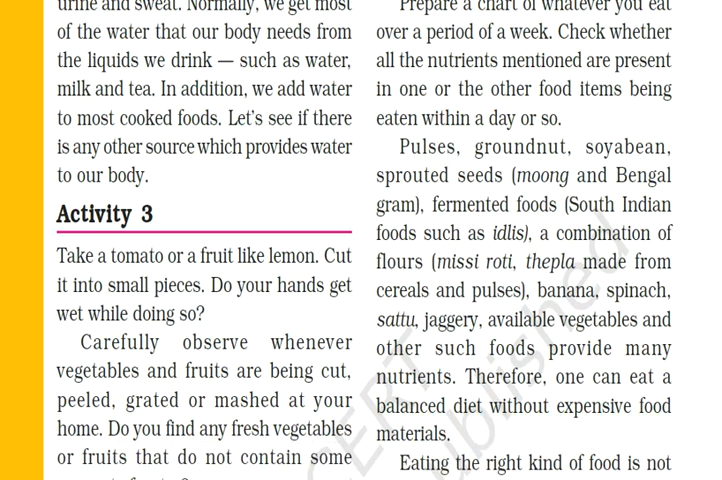 urine and sweat. Normally, we get most
of the water that our body needs from
the liquids we drink — such as water,
milk and tea. In addition, we add water
to most cooked foods. Let's see if there
is any other source which provides water
to our body.
Activity 3
Take a tomato or a fruit like lemon. Cut
it into small pieces. Do your hands get
wet while doing so?
Carefully observe whenever
vegetables and fruits are being cut,
peeled, grated or mashed at your
home. Do you find any fresh vegetables
or fruits that do not contain some
Prepare a chart of whatever you eat
over a period of a week. Check whether
all the nutrients mentioned are present
in one or the other food items being
eaten within a day or so.
Pulses, groundnut, soyabean,
sprouted seeds (moong and Bengal
gram), fermented foods (South Indian
foods such as idlis), a combination of
flours (missi roti, thepla made from
cereals and pulses), banana, spinach,
sattu, jaggery, available vegetables and
other such foods provide many
nutrients. Therefore, one can eat a
balanced diet without expensive food
materials.
Eating the right kind of food is not